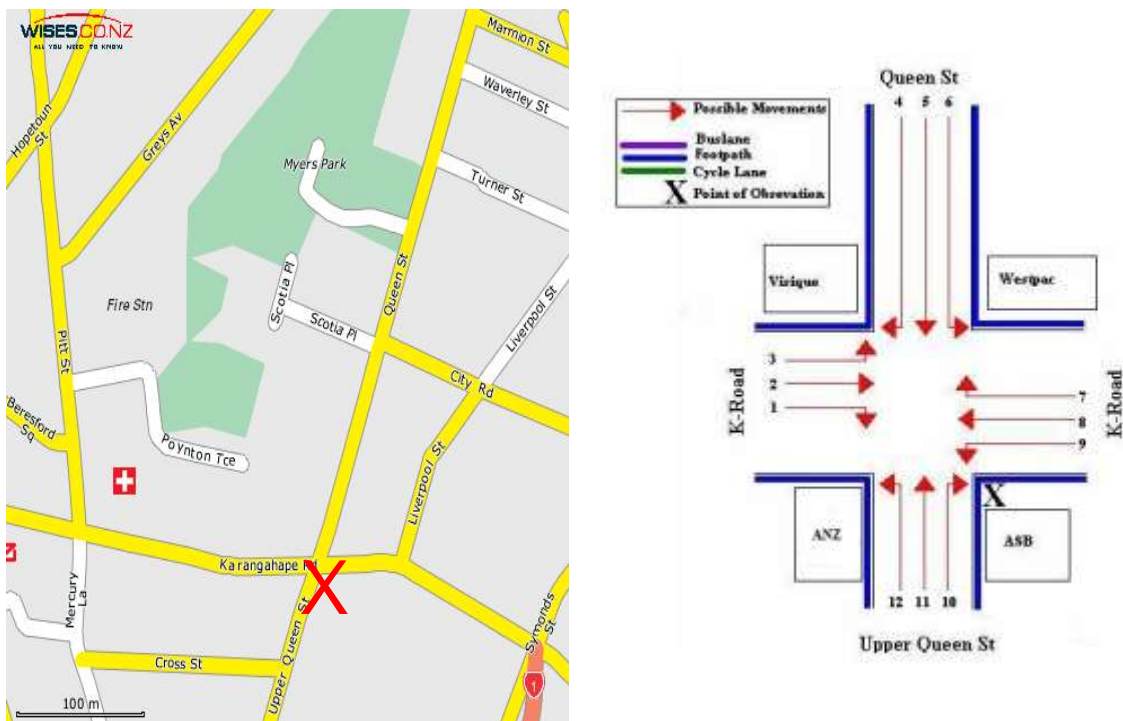 WISES.CO.NZ
ALL YOU NEED TO KNOW
Marmion St
Waverley St
Hopetoun St
Greys Av
Myers Park
Turner St
Queen St
Scotia Pl
Fire Stn
Liverpool St
Scotia Pl
Pitt St
City Rd
Beresford Sq
Poynton Tce
Liverpool St
Karangahape Rd
X
Mercury La
Upper Queen St
Symonds St
Cross St
1
100 m
Queen St
4 5 6
Possible Movements
Buslane
Footpath
Cycle Lane
X Point of Obsrevation
Virique
Westpac
K-Road
3
2
1
7
8
9
K-Road
X
ANZ
ASB
12 11 10
Upper Queen St